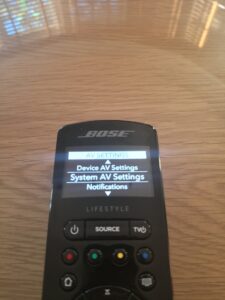 BOSE
AV SETTINGS
Device AV Settings
System AV Settings
Notifications
LIFESTYLE
SOURCE
TV